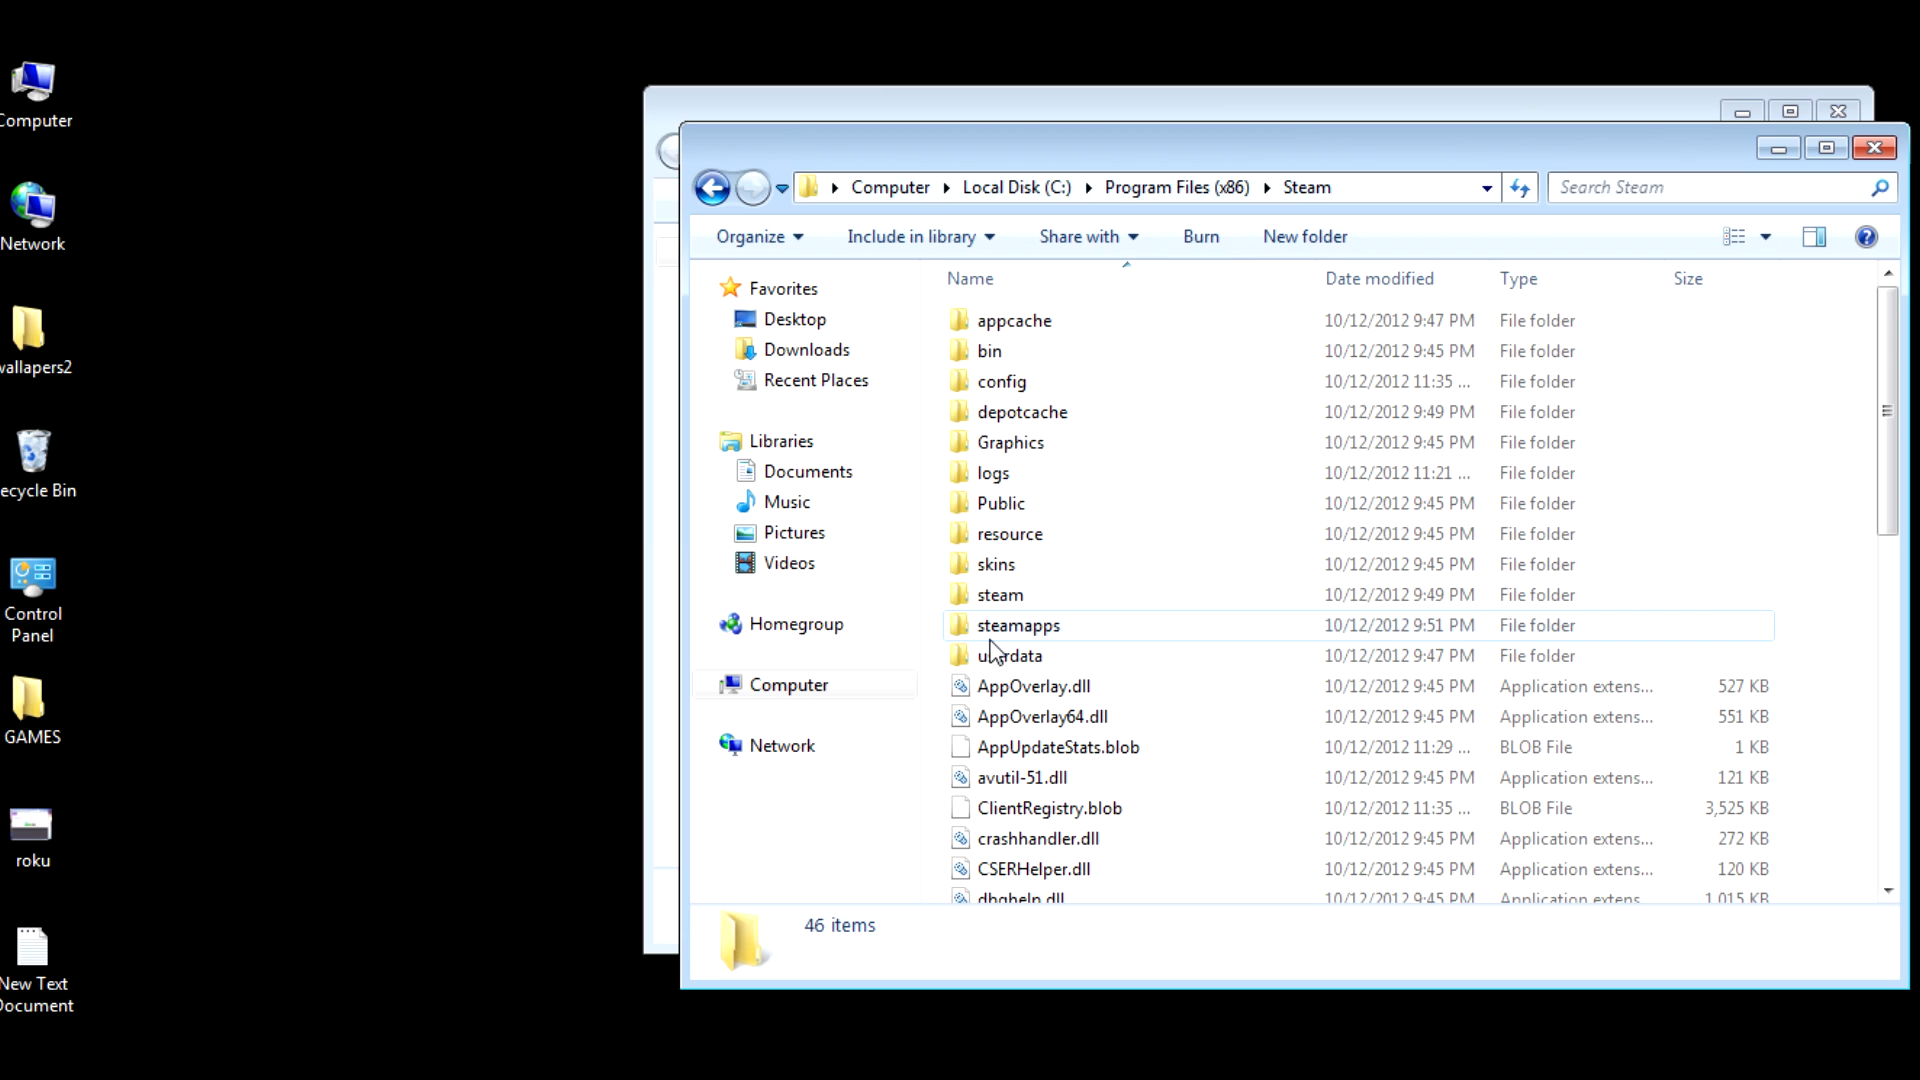 Computer
Network
wallapers2
ecycle Bin
Control
Panel
GAMES
roku
New Text
Document
Computer Local Disk (C:) Program Files (x86) Steam
Search Steam
Organize Include in library Share with Burn New folder
Favorites
Desktop
Downloads
Recent Places
Libraries
Documents
Music
Pictures
Videos
Homegroup
Computer
Network
Name Date modified Type Size
appcache 10/12/2012 9:47 PM File folder
bin 10/12/2012 9:45 PM File folder
config 10/12/2012 11:35 ... File folder
depotcache 10/12/2012 9:49 PM File folder
Graphics 10/12/2012 9:45 PM File folder
logs 10/12/2012 11:21 ... File folder
Public 10/12/2012 9:45 PM File folder
resource 10/12/2012 9:45 PM File folder
skins 10/12/2012 9:45 PM File folder
steam 10/12/2012 9:49 PM File folder
steamapps 10/12/2012 9:51 PM File folder
userdata 10/12/2012 9:47 PM File folder
AppOverlay.dll 10/12/2012 9:45 PM Application extens... 527 KB
AppOverlay64.dll 10/12/2012 9:45 PM Application extens... 551 KB
AppUpdateStats.blob 10/12/2012 11:29 ... BLOB File 1 KB
avutil-51.dll 10/12/2012 9:45 PM Application extens... 121 KB
ClientRegistry.blob 10/12/2012 11:35 ... BLOB File 3,525 KB
crashhandler.dll 10/12/2012 9:45 PM Application extens... 272 KB
CSERHelper.dll 10/12/2012 9:45 PM Application extens... 120 KB
dbghelp.dll 10/12/2012 9:45 PM Application extens... 1,015 KB
46 items